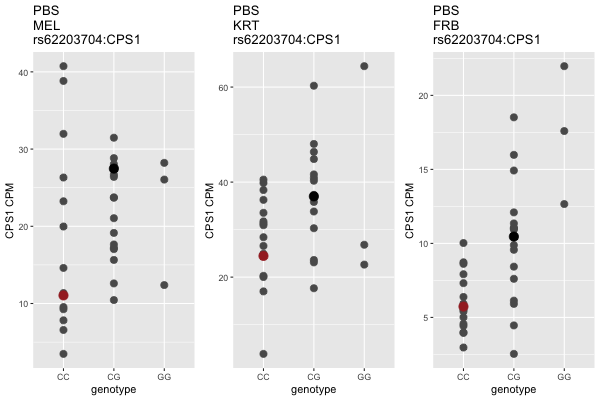 PBS
MEL
rs62203704:CPS1
CPS1 CPM
40
30
20
10
CC CG GG
genotype
PBS
KRT
rs62203704:CPS1
CPS1 CPM
60
40
20
CC CG GG
genotype
PBS
FRB
rs62203704:CPS1
CPS1 CPM
20
15
10
5
CC CG GG
genotype